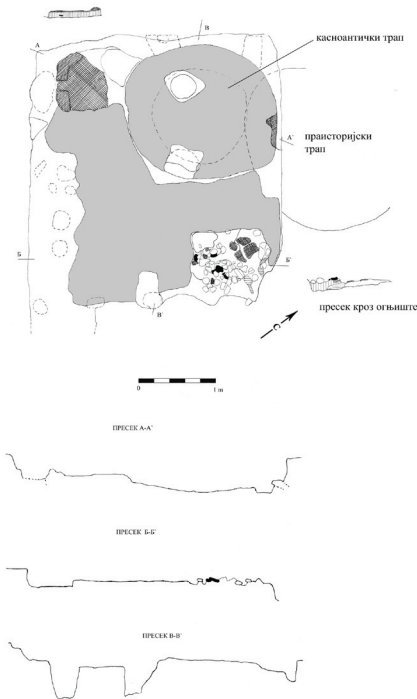 В
касноантички трап
А
А'
праисторијски
трап
Б
Б'
пресек кроз огњиште
В'
С
0 1 m
ПРЕСЕК А-А'
ПРЕСЕК Б-Б'
ПРЕСЕК В-В'